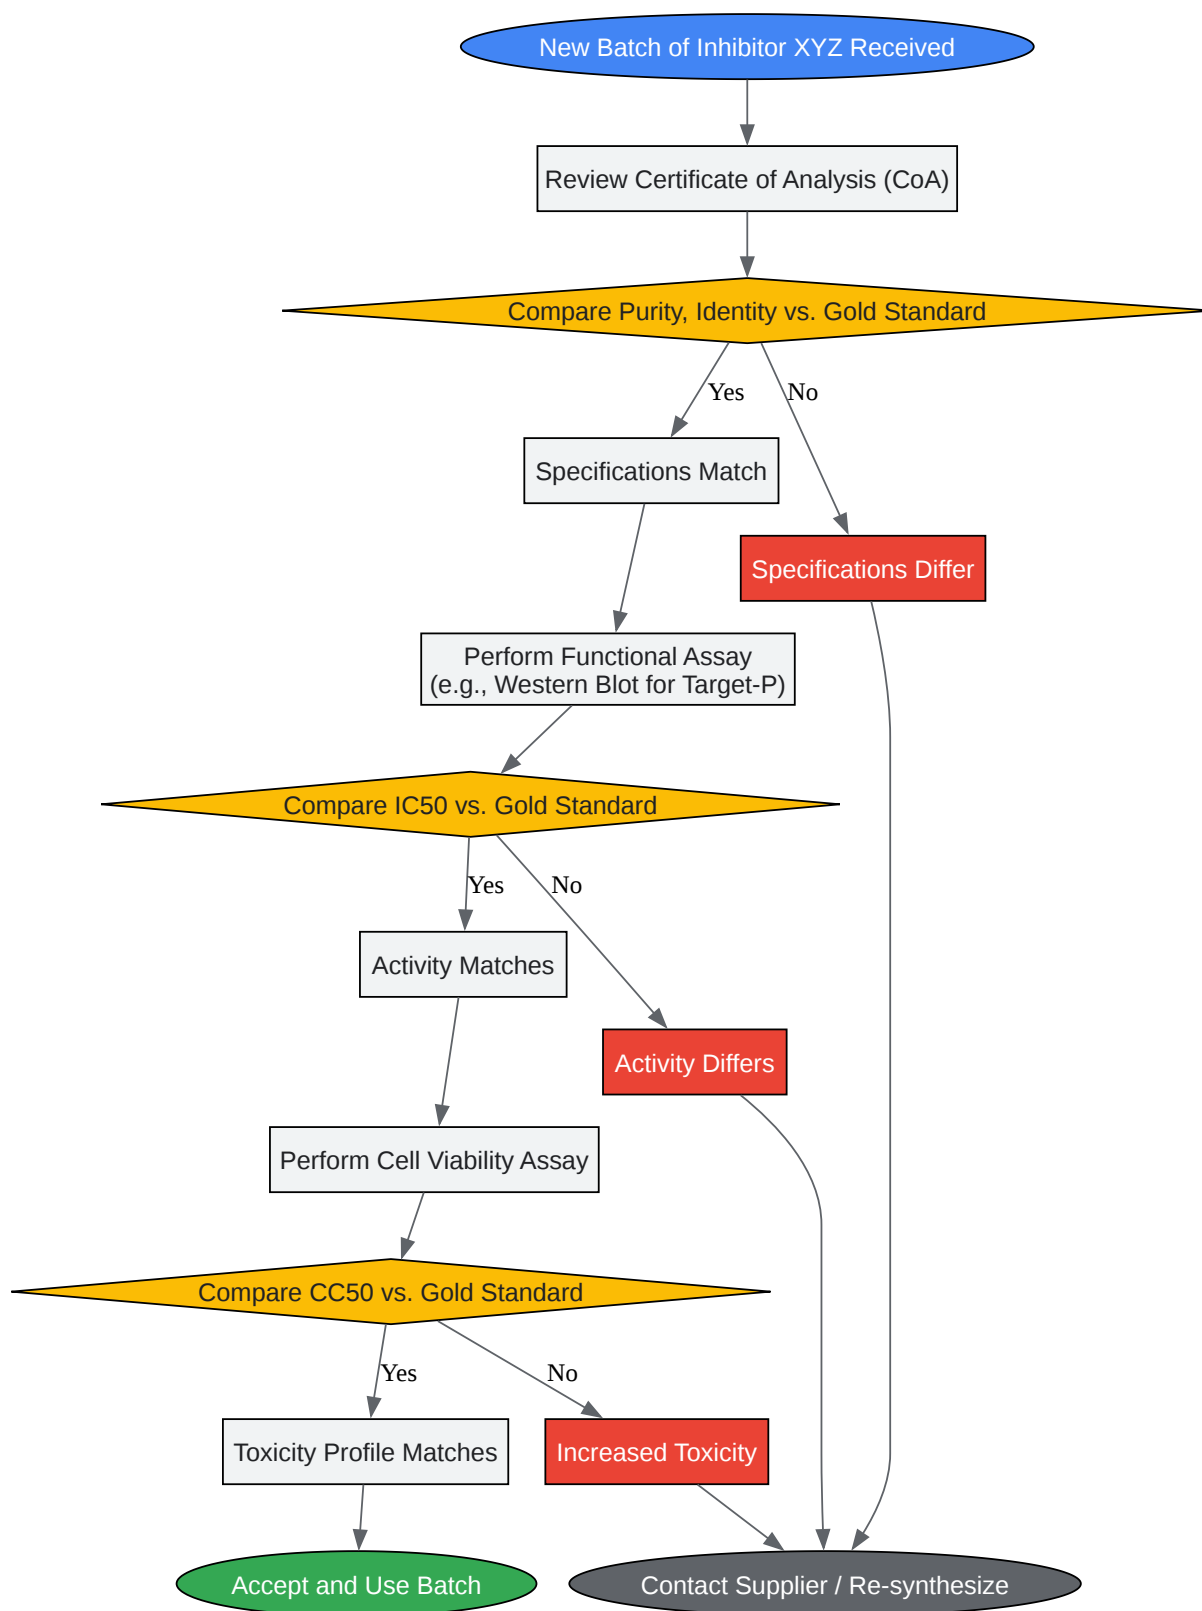 New Batch of Inhibitor XYZ Received
Review Certificate of Analysis (CoA)
Compare Purity, Identity vs. Gold Standard
Yes
No
Specifications Match
Specifications Differ
Perform Functional Assay
(e.g., Western Blot for Target-P)
Compare IC50 vs. Gold Standard
Yes
No
Activity Matches
Activity Differs
Perform Cell Viability Assay
Compare CC50 vs. Gold Standard
Yes
No
Toxicity Profile Matches
Increased Toxicity
Accept and Use Batch
Contact Supplier / Re-synthesize